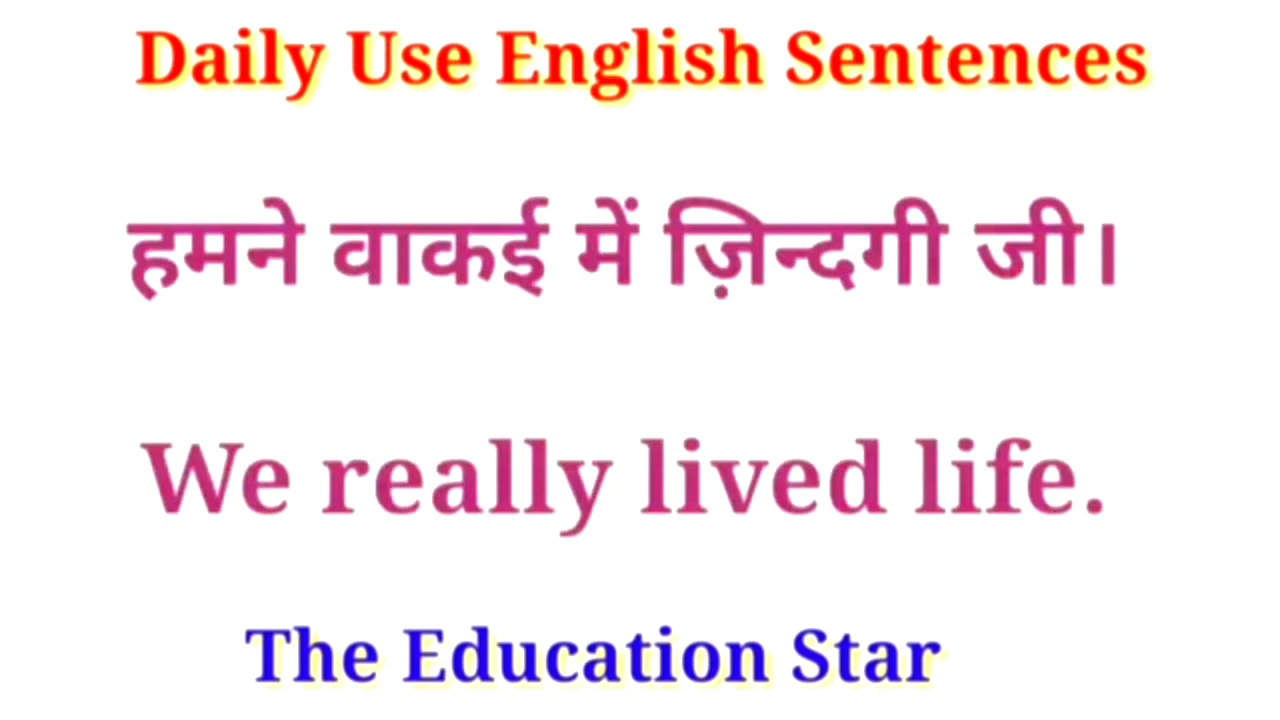 Daily Use English Sentences
हमने वाकई में ज़िन्दगी जी।
We really lived life.
The Education Star